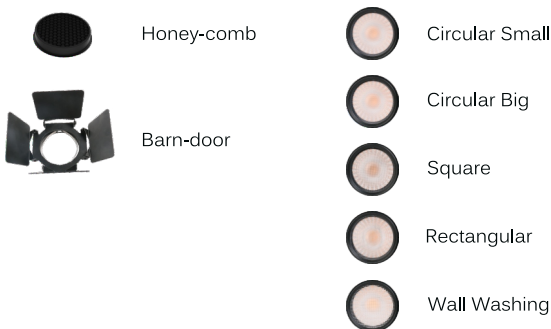 Honey-comb
Barn-door
Circular Small
Circular Big
Square
Rectangular
Wall Washing